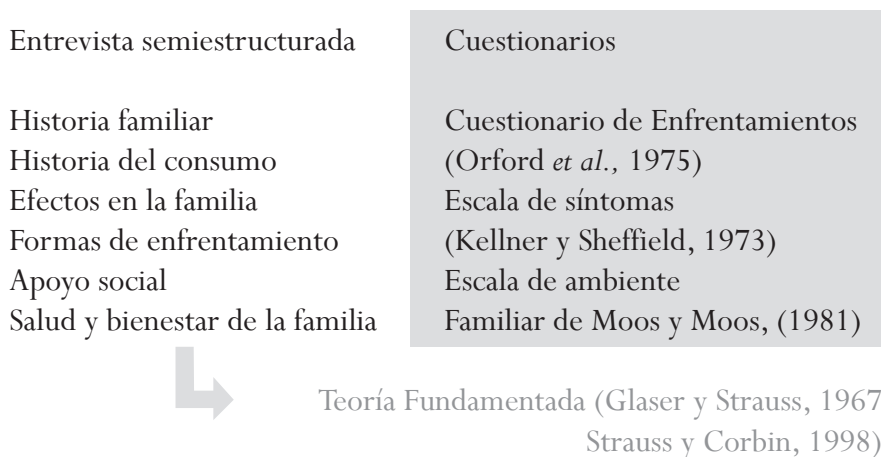 Entrevista semiestructurada
Historia familiar
Historia del consumo
Efectos en la familia
Formas de enfrentamiento
Apoyo social
Salud y bienestar de la familia
Cuestionarios
Cuestionario de Enfrentamientos
(Orford et al., 1975)
Escala de síntomas
(Kellner y Sheffield, 1973)
Escala de ambiente
Familiar de Moos y Moos, (1981)
Teoría Fundamentada (Glaser y Strauss, 1967
Strauss y Corbin, 1998)